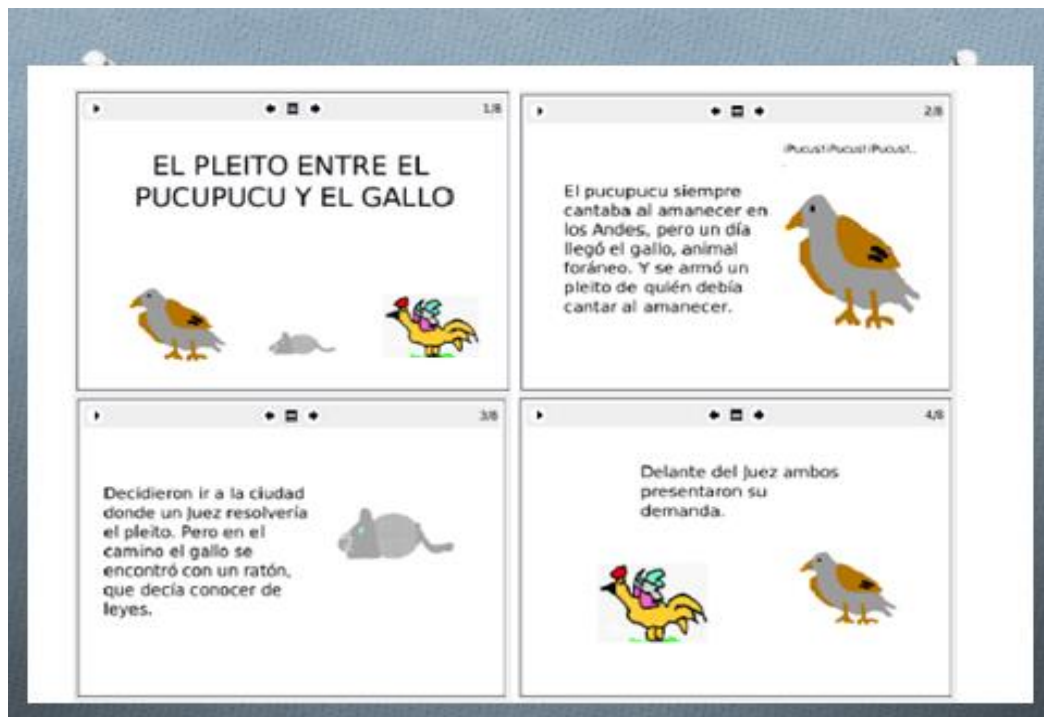 1/8
EL PLEITO ENTRE EL
PUCUPUCU Y EL GALLO
2/8
¡Pucus! ¡Pucus! ¡Pucus!...
El pucupucu siempre
cantaba al amanecer en
los Andes, pero un día
llegó el gallo, animal
foráneo. Y se armó un
pleito de quién debía
cantar al amanecer.
3/8
Decidieron ir a la ciudad
donde un Juez resolvería
el pleito. Pero en el
camino el gallo se
encontró con un ratón,
que decía conocer de
leyes.
4/8
Delante del Juez ambos
presentaron su
demanda.